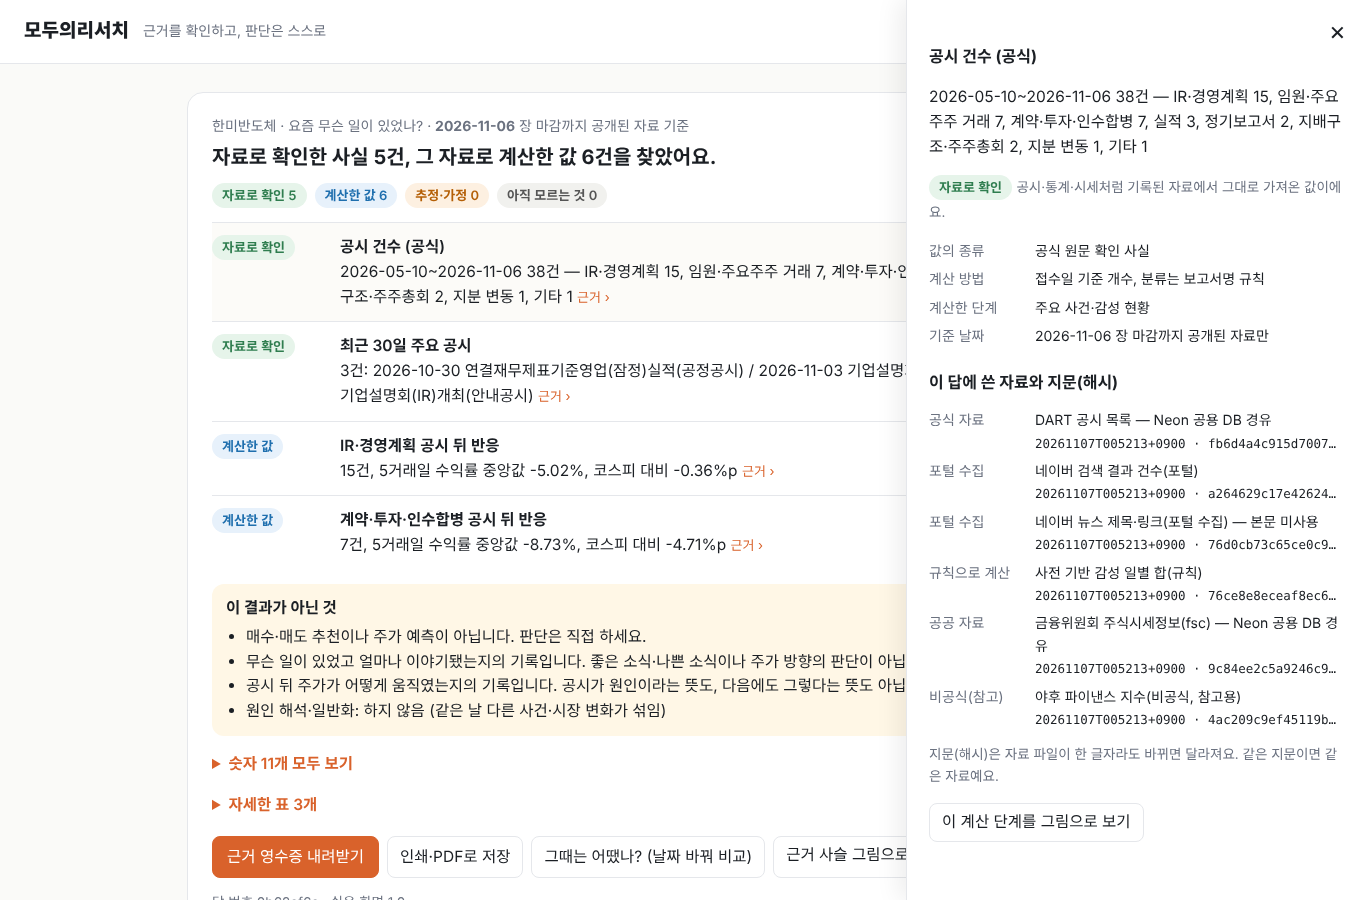 모두의리서치 근거를 확인하고, 판단은 스스로
한미반도체 · 요즘 무슨 일이 있었나? · 2026-11-06 장 마감까지 공개된 자료 기준
자료로 확인한 사실 5건, 그 자료로 계산한 값 6건을 찾았어요.
자료로 확인 5 계산한 값 6 추정·가정 0 아직 모르는 것 0
자료로 확인 공시 건수 (공식)
2026-05-10~2026-11-06 38건 — IR·경영계획 15, 임원·주요주주 거래 7, 계약·투자·인
구조·주주총회 2, 지분 변동 1, 기타 1 근거 ›
자료로 확인 최근 30일 주요 공시
3건: 2026-10-30 연결재무제표기준영업(잠정)실적(공정공시) / 2026-11-03 기업설명
기업설명회(IR)개최(안내공시) 근거 ›
계산한 값 IR·경영계획 공시 뒤 반응
15건, 5거래일 수익률 중앙값 -5.02%, 코스피 대비 -0.36%p 근거 ›
계산한 값 계약·투자·인수합병 공시 뒤 반응
7건, 5거래일 수익률 중앙값 -8.73%, 코스피 대비 -4.71%p 근거 ›
이 결과가 아닌 것
• 매수·매도 추천이나 주가 예측이 아닙니다. 판단은 직접 하세요.
• 무슨 일이 있었고 얼마나 이야기됐는지의 기록입니다. 좋은 소식·나쁜 소식이나 주가 방향의 판단이 아닙
• 공시 뒤 주가가 어떻게 움직였는지의 기록입니다. 공시가 원인이라는 뜻도, 다음에도 그렇다는 뜻도 아닙
• 원인 해석·일반화: 하지 않음 (같은 날 다른 사건·시장 변화가 섞임)
▶ 숫자 11개 모두 보기
▶ 자세한 표 3개
근거 영수증 내려받기 인쇄·PDF로 저장 그때는 어땠나? (날짜 바꿔 비교) 근거 사슬 그림으로
✕
공시 건수 (공식)
2026-05-10~2026-11-06 38건 — IR·경영계획 15, 임원·주요
주주 거래 7, 계약·투자·인수합병 7, 실적 3, 정기보고서 2, 지배구
조·주주총회 2, 지분 변동 1, 기타 1
자료로 확인 공시·통계·시세처럼 기록된 자료에서 그대로 가져온 값이에
요.
값의 종류 공식 원문 확인 사실
계산 방법 접수일 기준 개수, 분류는 보고서명 규칙
계산한 단계 주요 사건·감성 현황
기준 날짜 2026-11-06 장 마감까지 공개된 자료만
이 답에 쓴 자료와 지문(해시)
공식 자료 DART 공시 목록 — Neon 공용 DB 경유
20261107T005213+0900 · fb6d4a4c915d7007…
포털 수집 네이버 검색 결과 건수(포털)
20261107T005213+0900 · a264629c17e42624…
포털 수집 네이버 뉴스 제목·링크(포털 수집) — 본문 미사용
20261107T005213+0900 · 76d0cb73c65ce0c9…
규칙으로 계산 사전 기반 감성 일별 합(규칙)
20261107T005213+0900 · 76ce8e8eceaf8ec6…
공공 자료 금융위원회 주식시세정보(fsc) — Neon 공용 DB 경
유
20261107T005213+0900 · 9c84ee2c5a9246c9…
비공식(참고) 야후 파이낸스 지수(비공식, 참고용)
20261107T005213+0900 · 4ac209c9ef45119b…
지문(해시)은 자료 파일이 한 글자라도 바뀌면 달라져요. 같은 지문이면 같
은 자료예요.
이 계산 단계를 그림으로 보기